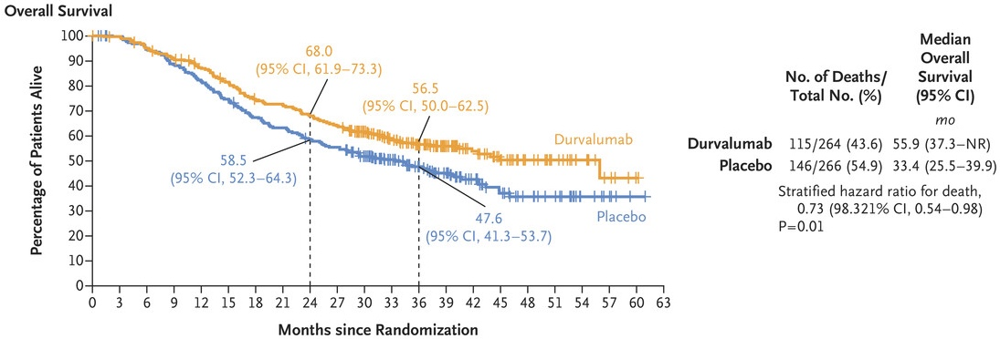 Overall Survival
Percentage of Patients Alive
100
90
80
70
60
50
40
30
20
10
0
0 3 6 9 12 15 18 21 24 27 30 33 36 39 42 45 48 51 54 57 60 63
Months since Randomization
68.0
(95% CI, 61.9–73.3)
56.5
(95% CI, 50.0–62.5)
58.5
(95% CI, 52.3–64.3)
47.6
(95% CI, 41.3–53.7)
Durvalumab
Placebo
No. of Deaths/
Total No. (%)
Median
Overall
Survival
(95% CI)
mo
Durvalumab 115/264 (43.6) 55.9 (37.3–NR)
Placebo 146/266 (54.9) 33.4 (25.5–39.9)
Stratified hazard ratio for death,
0.73 (98.321% CI, 0.54–0.98)
P=0.01